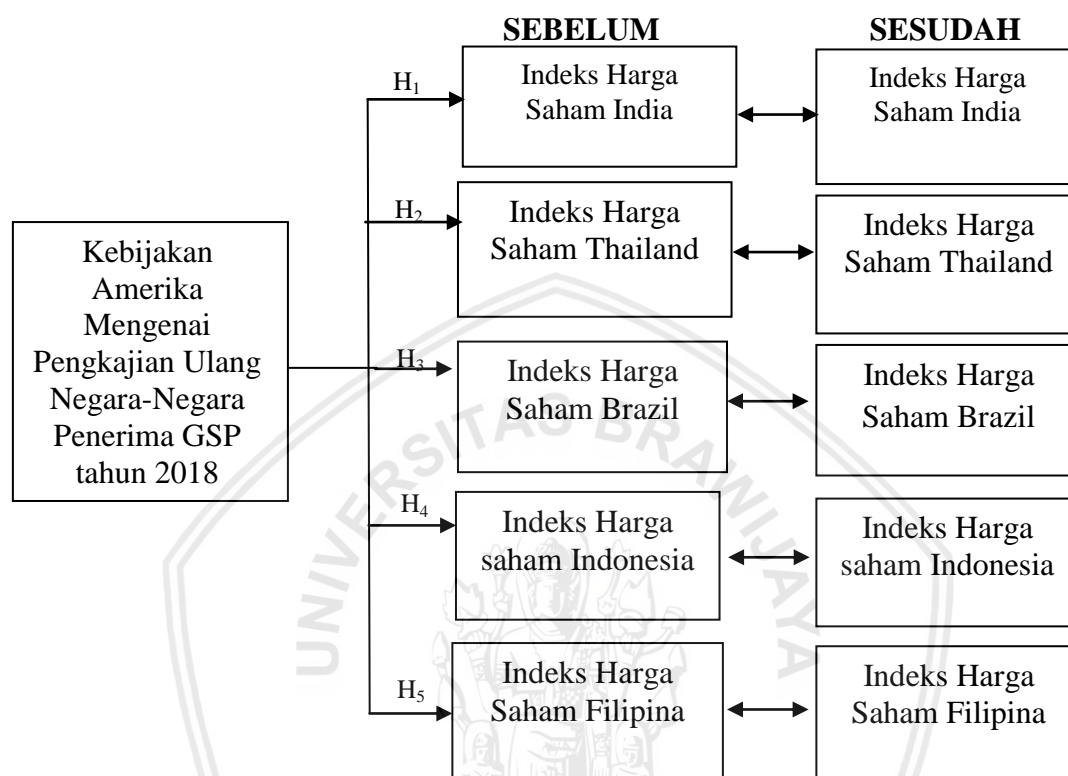 SEBELUM
SESUDAH
H₁
Indeks Harga
Saham India
Indeks Harga
Saham India
H₂
Indeks Harga
Saham Thailand
Indeks Harga
Saham Thailand
Kebijakan
Amerika
Mengenai
Pengkajian Ulang
Negara-Negara
Penerima GSP
tahun 2018
H₃
Indeks Harga
Saham Brazil
Indeks Harga
Saham Brazil
H₄
Indeks Harga
saham Indonesia
Indeks Harga
saham Indonesia
H₅
Indeks Harga
Saham Filipina
Indeks Harga
Saham Filipina
UNIVERSITAS BRAWIJAYA